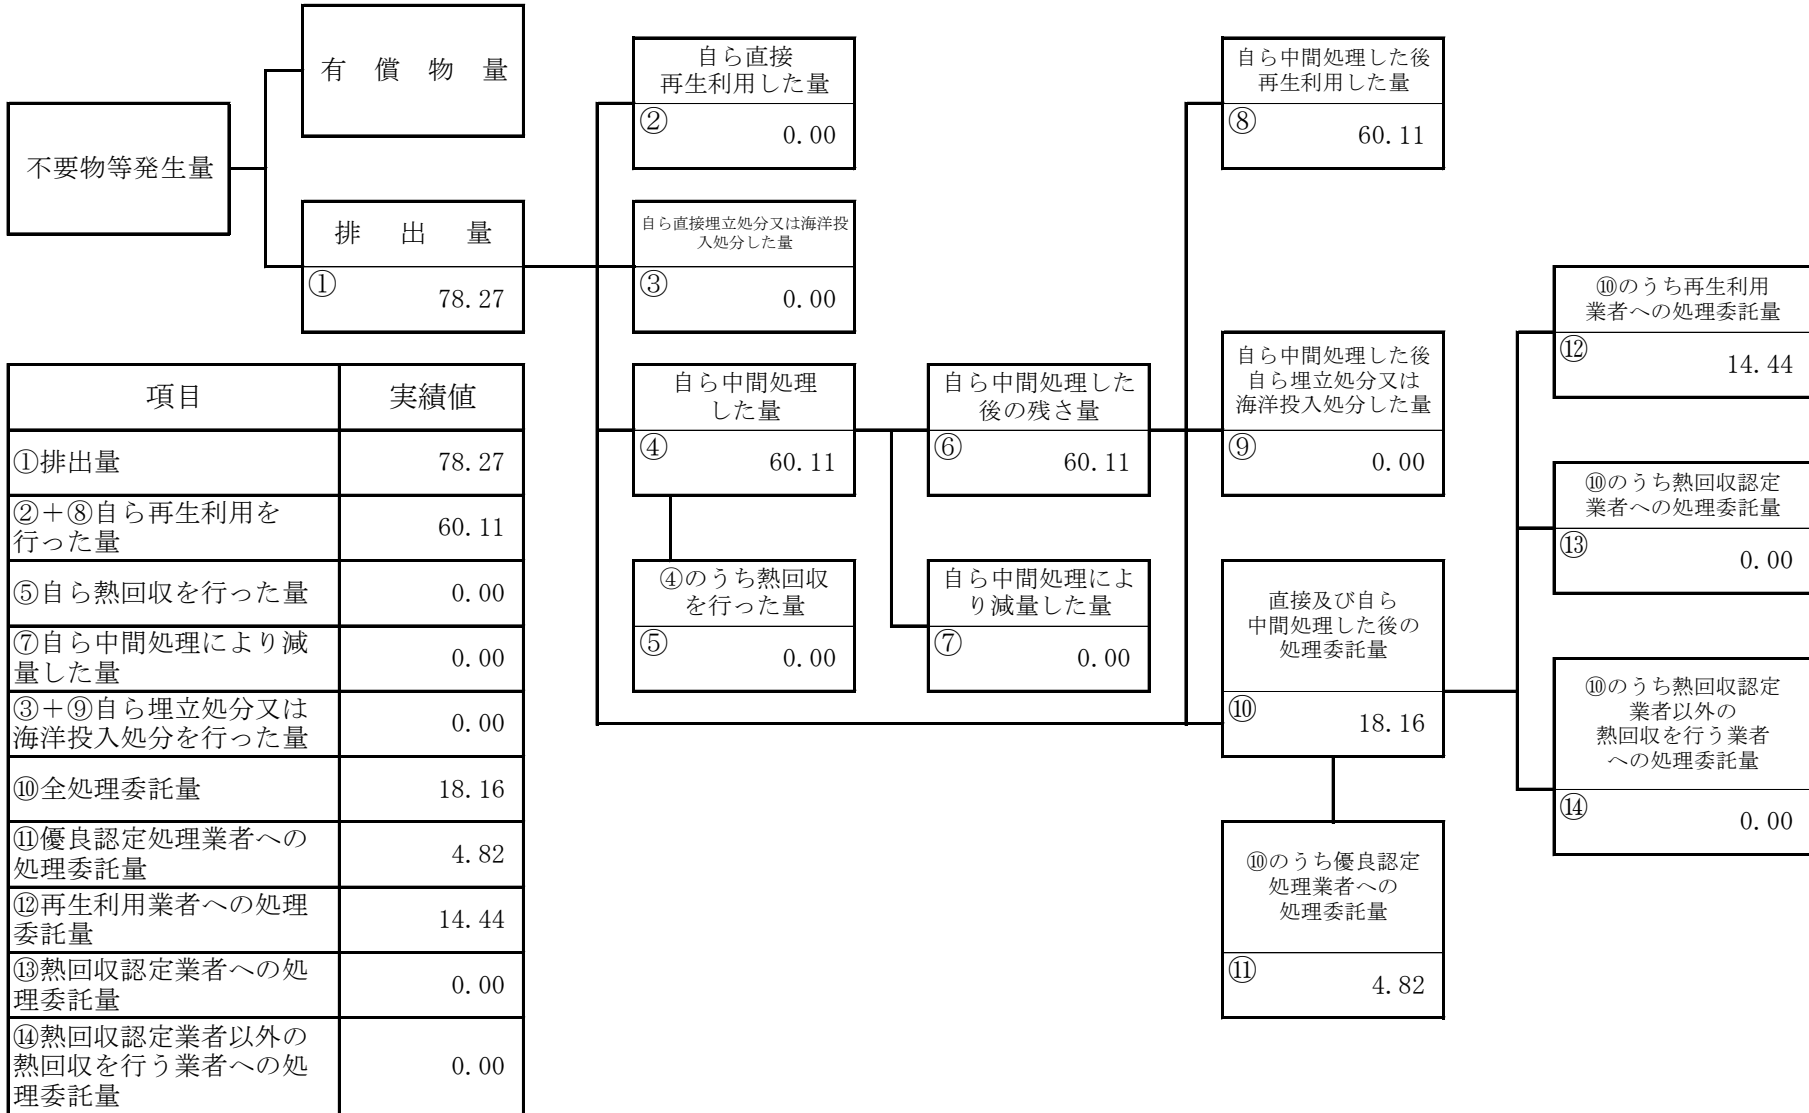 有 償 物 量
不要物等発生量
排 出 量
①
78.27
自ら直接
再生利用した量
②
0.00
自ら直接埋立処分又は海洋投
入処分した量
③
0.00
自ら中間処理
した量
④
60.11
④のうち熱回収
を行った量
⑤
0.00
自ら中間処理した
後の残さ量
⑥
60.11
自ら中間処理によ
り減量した量
⑦
0.00
自ら中間処理した後
再生利用した量
⑧
60.11
自ら中間処理した後
自ら埋立処分又は
海洋投入処分した量
⑨
0.00
直接及び自ら
中間処理した後の
処理委託量
⑩
18.16
⑩のうち優良認定
処理業者への
処理委託量
⑪
4.82
⑩のうち再生利用
業者への処理委託量
⑫
14.44
⑩のうち熱回収認定
業者への処理委託量
⑬
0.00
⑩のうち熱回収認定
業者以外の
熱回収を行う業者
への処理委託量
⑭
0.00
項目 実績値
①排出量 78.27
②＋⑧自ら再生利用を
行った量 60.11
⑤自ら熱回収を行った量 0.00
⑦自ら中間処理により減
量した量 0.00
③＋⑨自ら埋立処分又は
海洋投入処分を行った量 0.00
⑩全処理委託量 18.16
⑪優良認定処理業者への
処理委託量 4.82
⑫再生利用業者への処理
委託量 14.44
⑬熱回収認定業者への処
理委託量 0.00
⑭熱回収認定業者以外の
熱回収を行う業者への処
理委託量 0.00